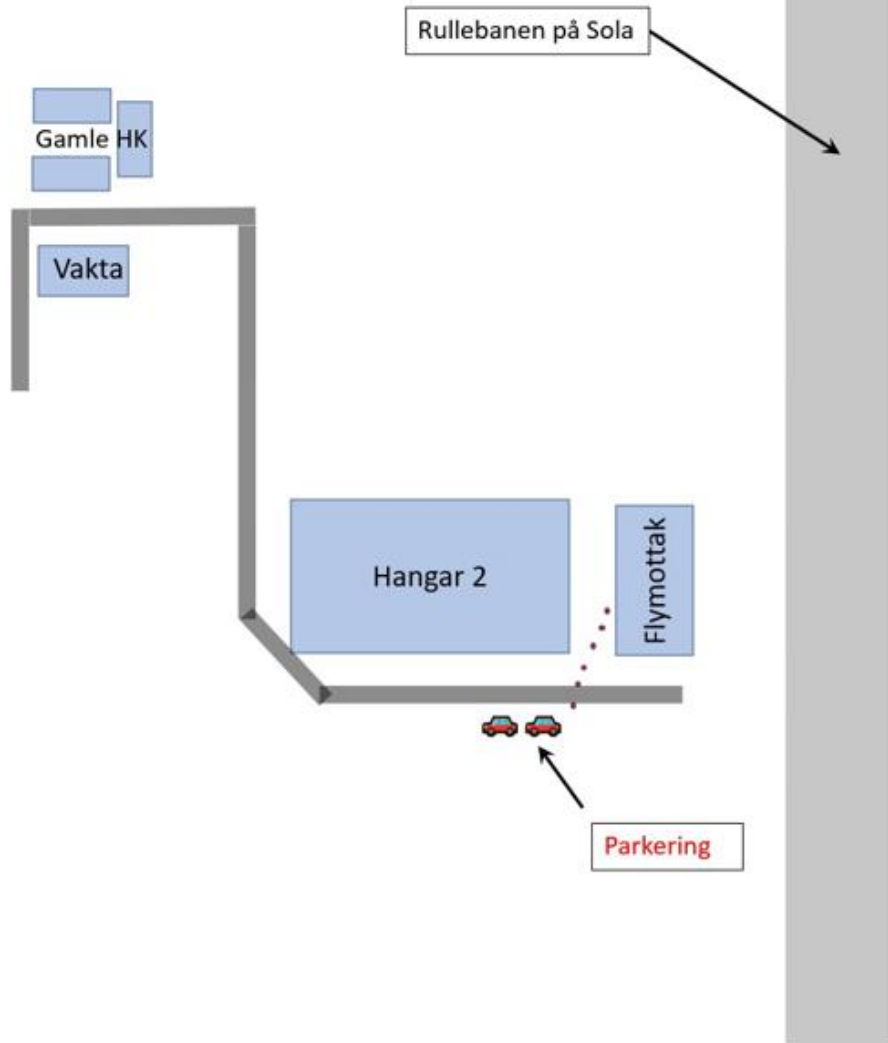 Rullebanen på Sola
Gamle HK
Vakta
Hangar 2
Flymottak
Parkering